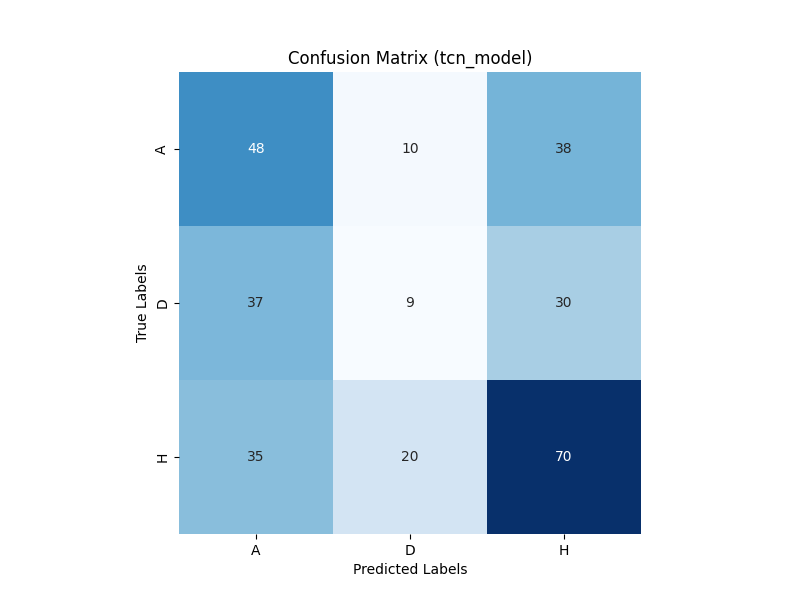 Confusion Matrix (tcn_model)
True Labels
A
48 10 38
D
37 9 30
H
35 20 70
A D H
Predicted Labels